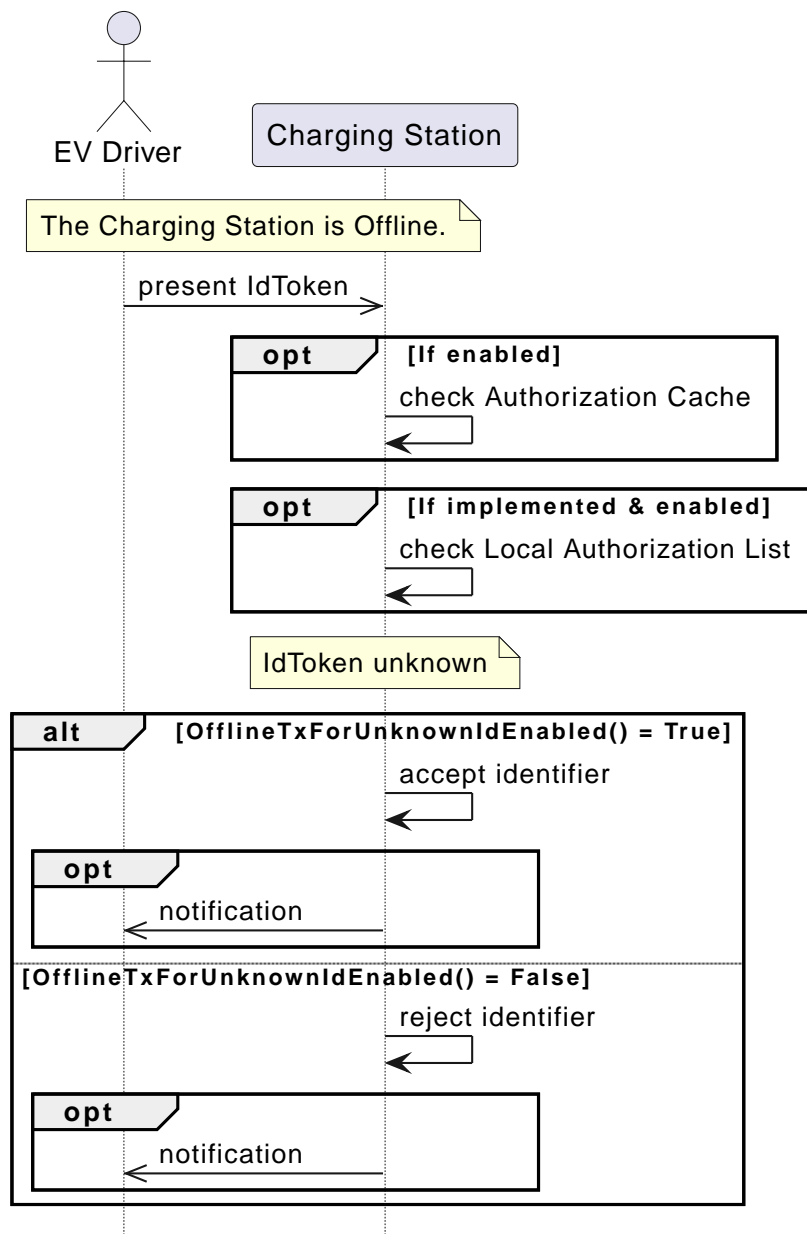 EV Driver
Charging Station
The Charging Station is Offline.
present IdToken
opt
[If enabled]
check Authorization Cache
opt
[If implemented & enabled]
check Local Authorization List
IdToken unknown
alt
[OfflineTxForUnknownIdEnabled() = True]
accept identifier
opt
notification
[OfflineTxForUnknownIdEnabled() = False]
reject identifier
opt
notification